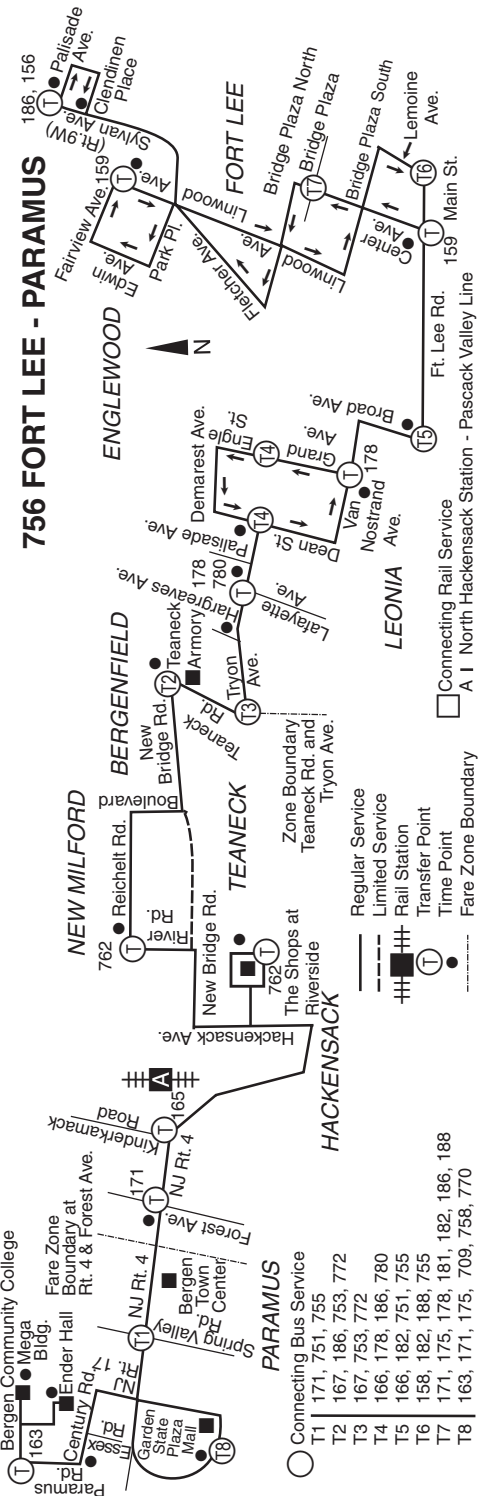 756 FORT LEE - PARAMUS
Bergen Community College
Mega
Bldg.
Ender Hall
163
Paramus
Rd.
Century Rd.
Essex
Rd.
NJ
Rt. 17
Garden
State
Plaza
Mall
T8
T1
Spring Valley
Rd.
Bergen
Town
Center
PARAMUS
NJ Rt. 4
Fare Zone
Boundary at
Rt. 4 & Forest Ave.
Forest Ave.
171
T
NJ Rt. 4
Kinderkamack
Road
165
T
A
HACKENSACK
Hackensack Ave.
New Bridge Rd.
762
T
The Shops at
Riverside
NEW MILFORD
762
T
Reichelt Rd.
River
Rd.
Boulevard
TEANECK
BERGENFIELD
New
Bridge Rd.
T2
Teaneck
Armory
Teaneck
Rd.
T3
Tryon
Ave.
Zone Boundary
Teaneck Rd. and
Tryon Ave.
Hargreaves Ave.
178
780
T
Lafayette
Ave.
Palisade Ave.
T4
Demarest Ave.
Engle
St.
T4
Dean St.
Grand
Ave.
T
178
Van
Nostrand
Ave.
LEONIA
Broad Ave.
T5
Ft. Lee Rd.
ENGLEWOOD
N
FORT LEE
159
T
Main St.
T6
Center
Ave.
Lemoine
Ave.
Bridge Plaza South
Bridge Plaza
T7
Bridge Plaza North
Linwood
Ave.
Linwood
Fletcher Ave.
Park Pl.
Edwin
Ave.
Fairview Ave.
159
T
Ave.
Sylvan Ave.
(Rt.9W)
186, 156
T
Palisade
Ave.
Clendinen
Place
Connecting Bus Service
T1 171, 751, 755
T2 167, 186, 753, 772
T3 167, 753, 772
T4 166, 178, 186, 780
T5 166, 182, 751, 755
T6 158, 182, 188, 755
T7 171, 175, 178, 181, 182, 186, 188
T8 163, 171, 175, 709, 758, 770
Regular Service
Limited Service
Rail Station
T Transfer Point
Time Point
Fare Zone Boundary
Connecting Rail Service
A North Hackensack Station - Pascack Valley Line